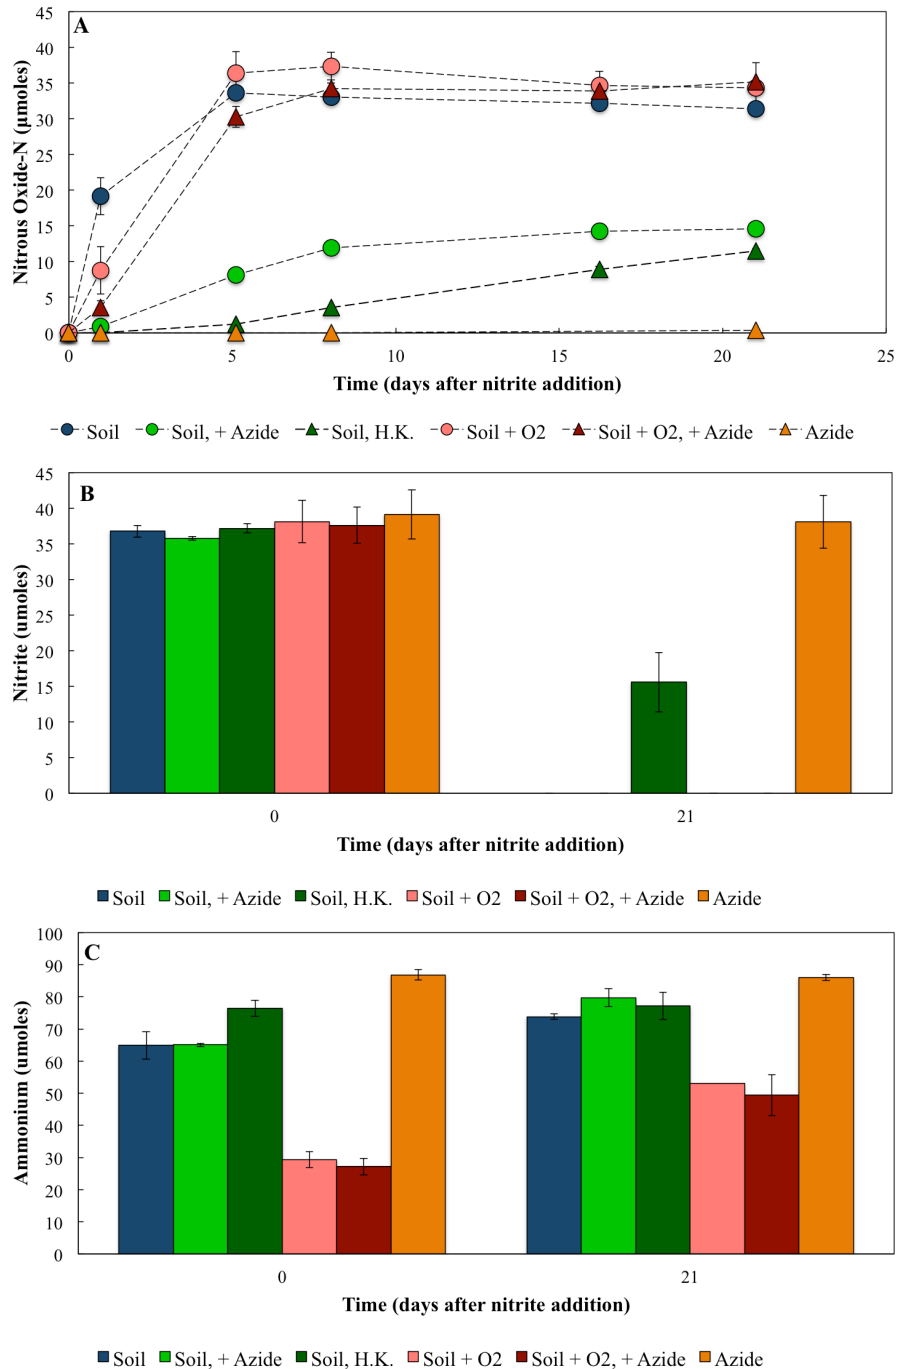 A
45
40
35
30
25
20
15
10
5
0
Nitrous Oxide-N (μmoles)
0 5 10 15 20 25
Time (days after nitrite addition)
Soil Soil, + Azide Soil, H.K. Soil + O2 Soil + O2, + Azide Azide
B
45
40
35
30
25
20
15
10
5
0
Nitrite (umoles)
0 21
Time (days after nitrite addition)
Soil Soil, + Azide Soil, H.K. Soil + O2 Soil + O2, + Azide Azide
C
100
90
80
70
60
50
40
30
20
10
0
Ammonium (umoles)
0 21
Time (days after nitrite addition)
Soil Soil, + Azide Soil, H.K. Soil + O2 Soil + O2, + Azide Azide